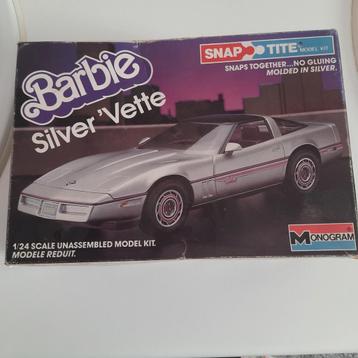 Barbie
Silver 'Vette
SNAP TITE MODEL KIT
SNAPS TOGETHER...NO GLUING
MOLDED IN SILVER.
1/24 SCALE UNASSEMBLED MODEL KIT.
MODELE REDUIT.
MONOGRAM